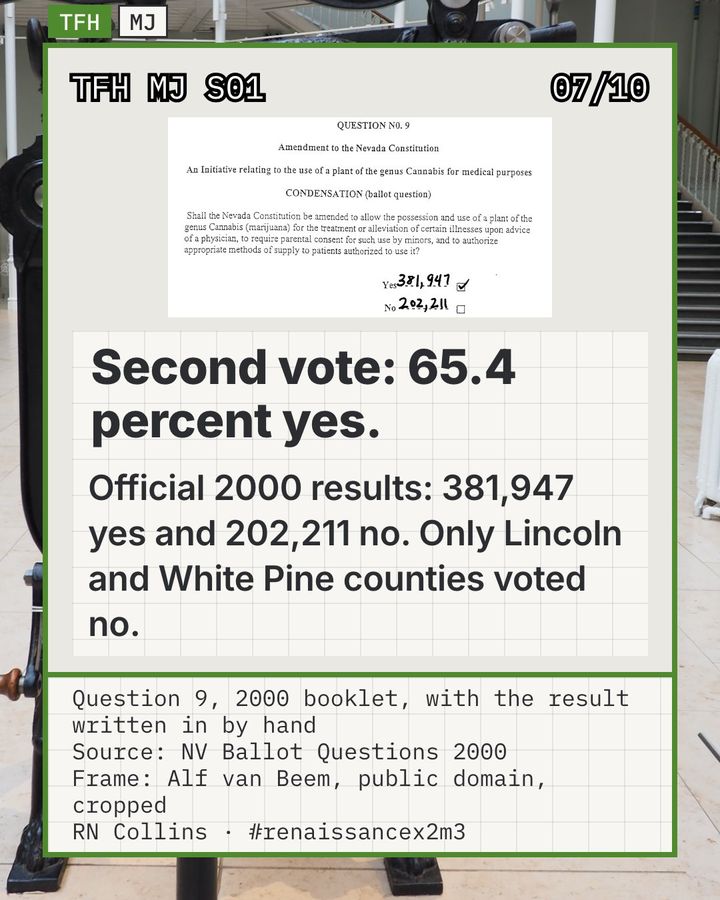 TFH MJ
TFH MJ S01 07/10
QUESTION N0. 9
Amendment to the Nevada Constitution
An Initiative relating to the use of a plant of the genus Cannabis for medical purposes
CONDENSATION (ballot question)
Shall the Nevada Constitution be amended to allow the possession and use of a plant of the
genus Cannabis (marijuana) for the treatment or alleviation of certain illnesses upon advice
of a physician, to require parental consent for such use by minors, and to authorize
appropriate methods of supply to patients authorized to use it?
Yes 381,947
No 202,211
Second vote: 65.4
percent yes.
Official 2000 results: 381,947
yes and 202,211 no. Only Lincoln
and White Pine counties voted
no.
Question 9, 2000 booklet, with the result
written in by hand
Source: NV Ballot Questions 2000
Frame: Alf van Beem, public domain,
cropped
RN Collins · #renaissancex2m3